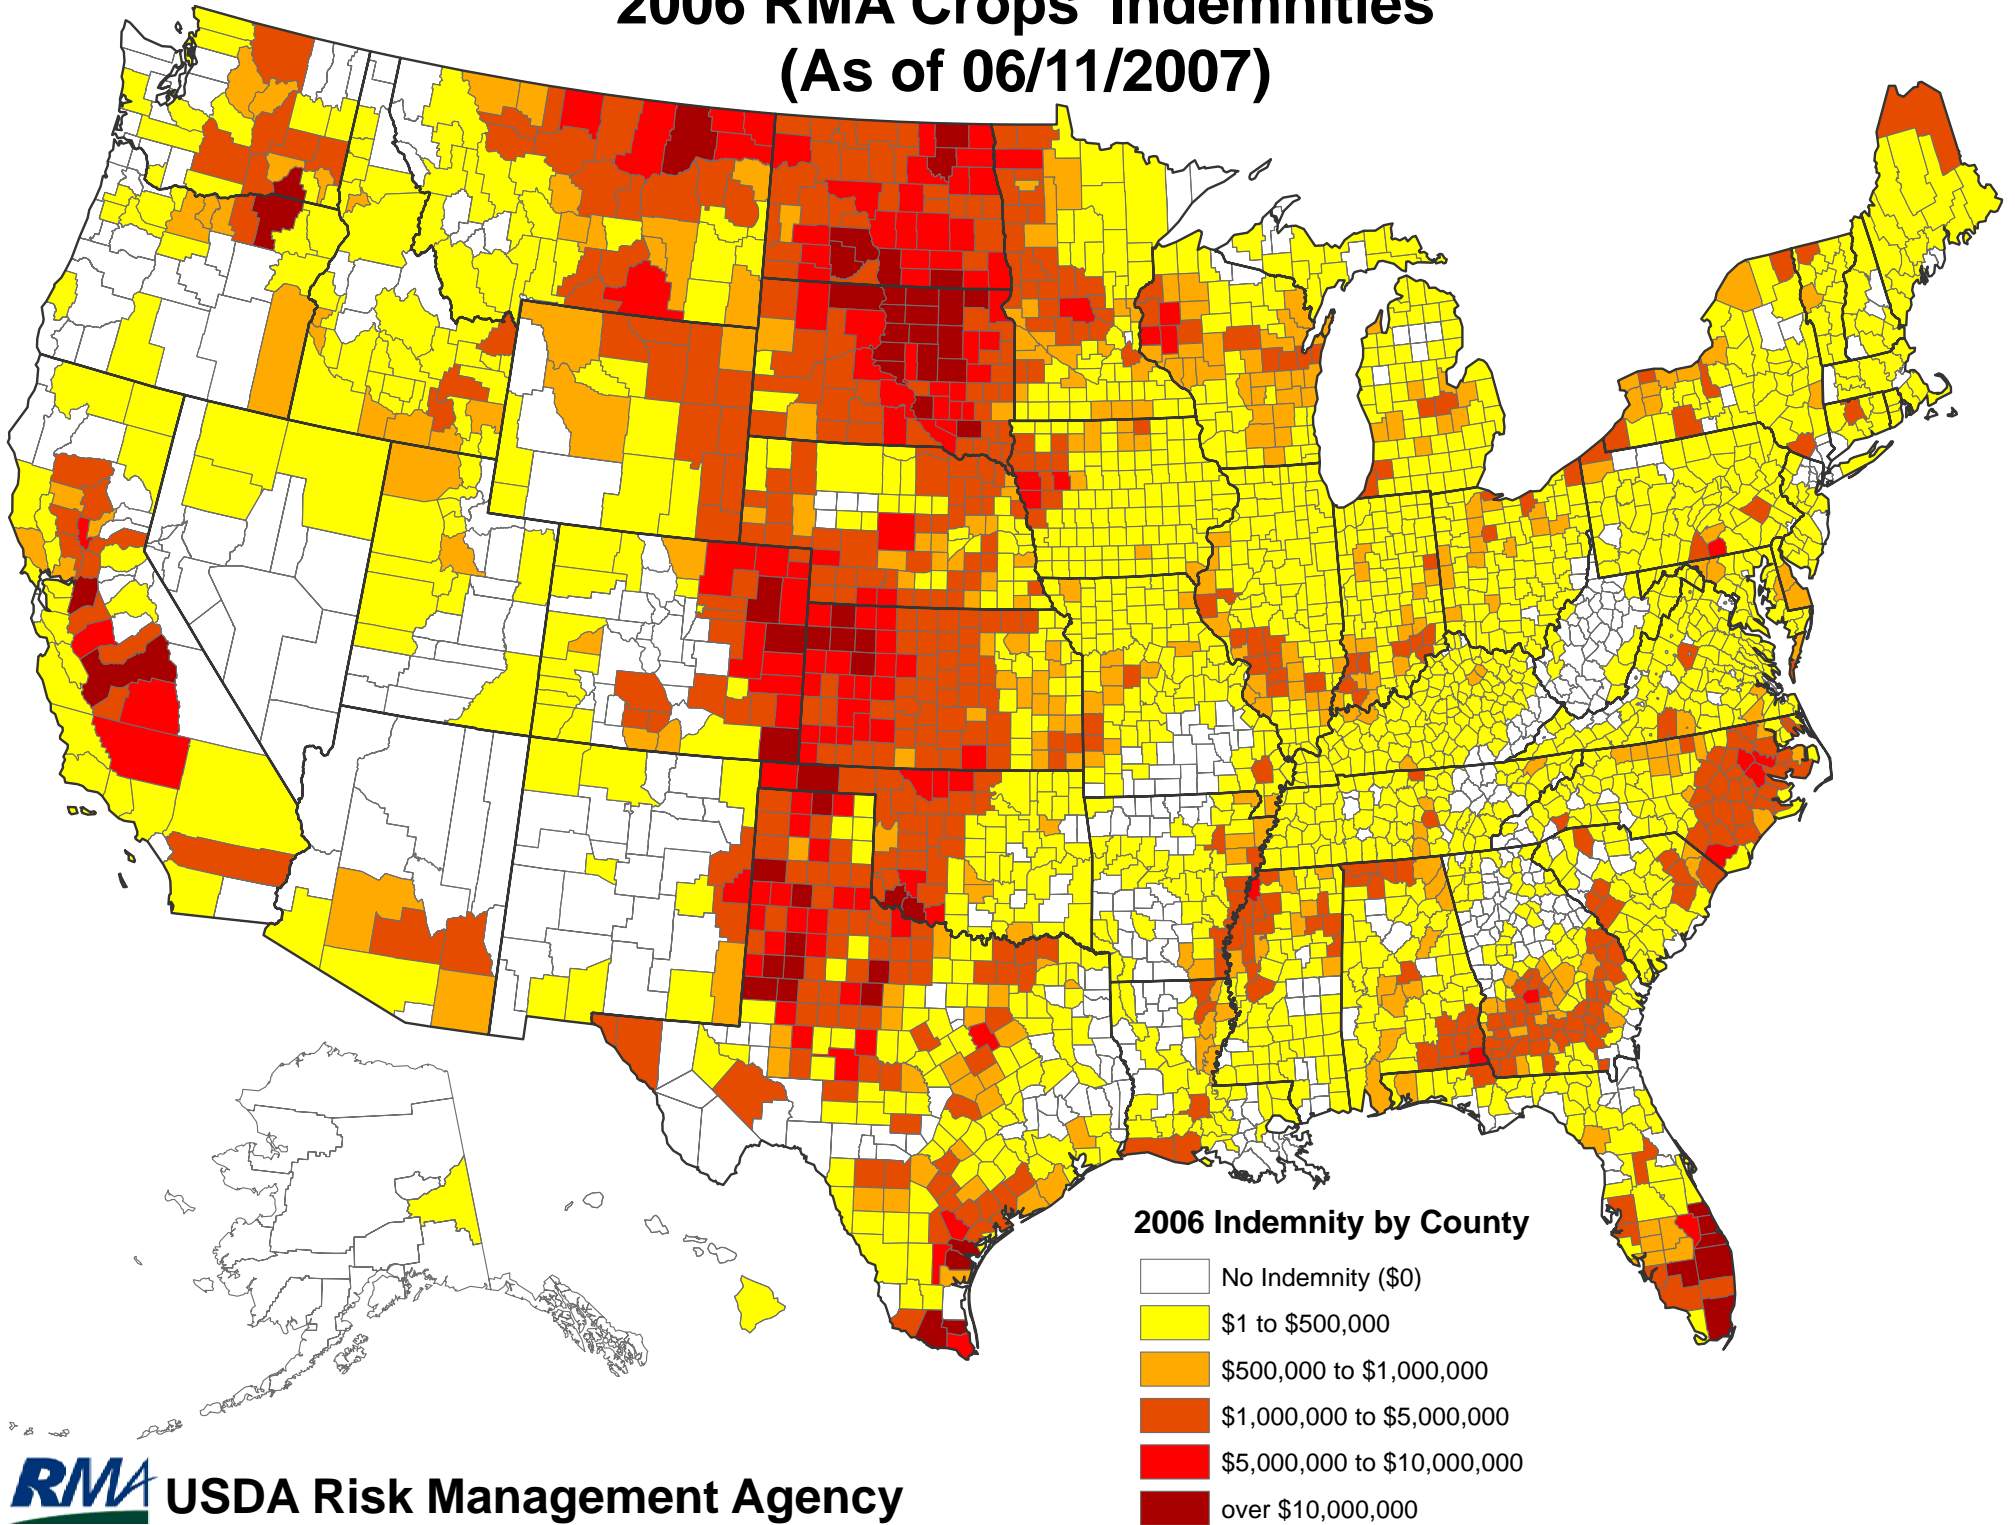 2006 RMA Crops' Indemnities
(As of 06/11/2007)
2006 Indemnity by County
No Indemnity ($0)
$1 to $500,000
$500,000 to $1,000,000
$1,000,000 to $5,000,000
$5,000,000 to $10,000,000
over $10,000,000
RMA USDA Risk Management Agency